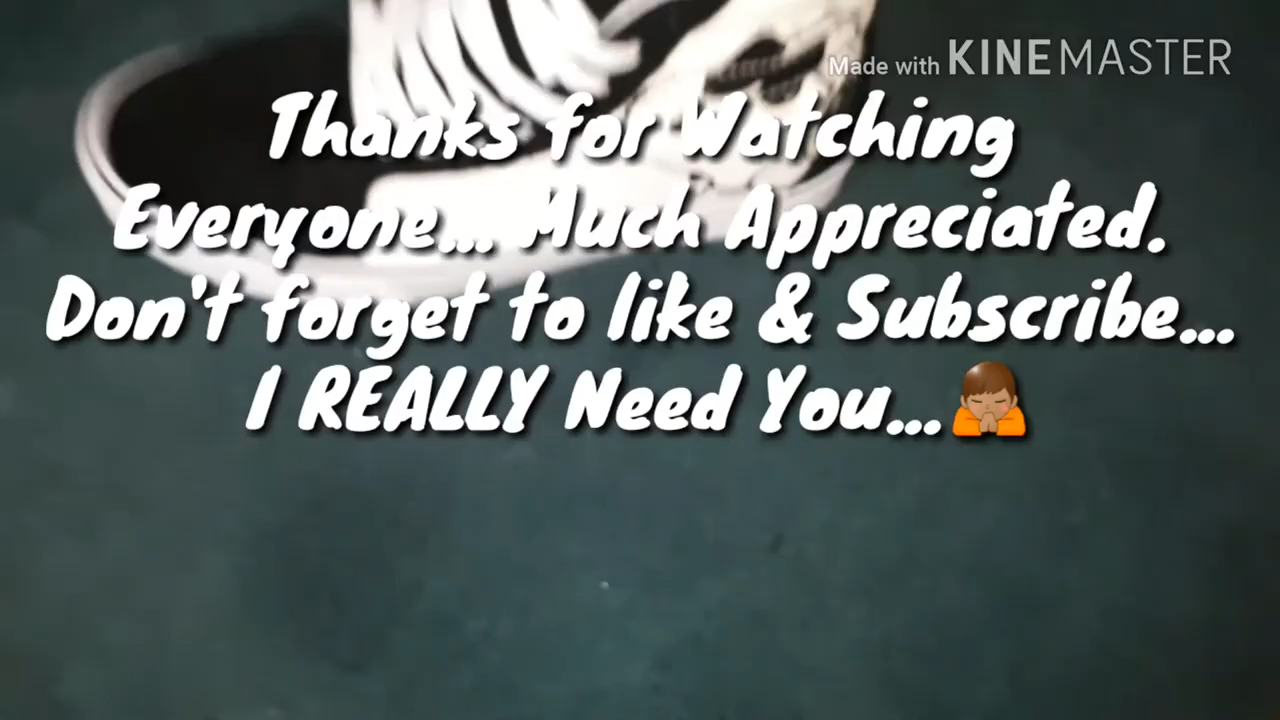 Made with KINEMASTER
Thanks for Watching
Everyone... Much Appreciated.
Don't forget to like & Subscribe...
I REALLY Need You...🙏🏽